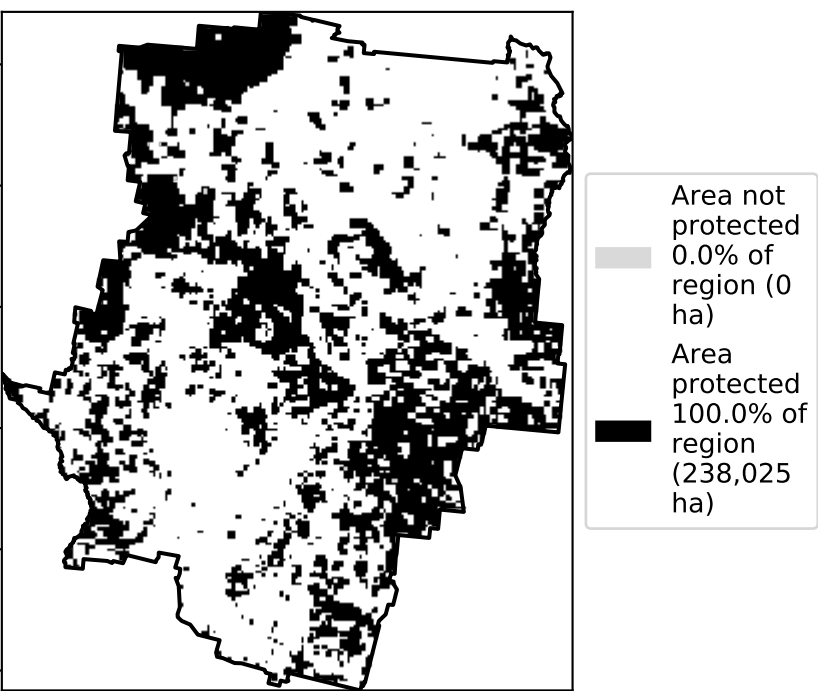 Area not
protected
0.0% of
region (0
ha)
Area
protected
100.0% of
region
(238,025
ha)